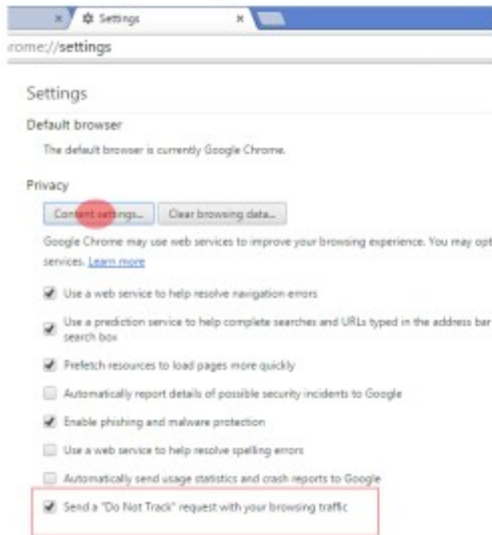 Settings
rome://settings
Settings
Default browser
The default browser is currently Google Chrome.
Privacy
Content settings... Clear browsing data...
Google Chrome may use web services to improve your browsing experience. You may opt
services. Learn more
Use a web service to help resolve navigation errors
Use a prediction service to help complete searches and URLs typed in the address bar
search box
Prefetch resources to load pages more quickly
Automatically report details of possible security incidents to Google
Enable phishing and malware protection
Use a web service to help resolve spelling errors
Automatically send usage statistics and crash reports to Google
Send a "Do Not Track" request with your browsing traffic